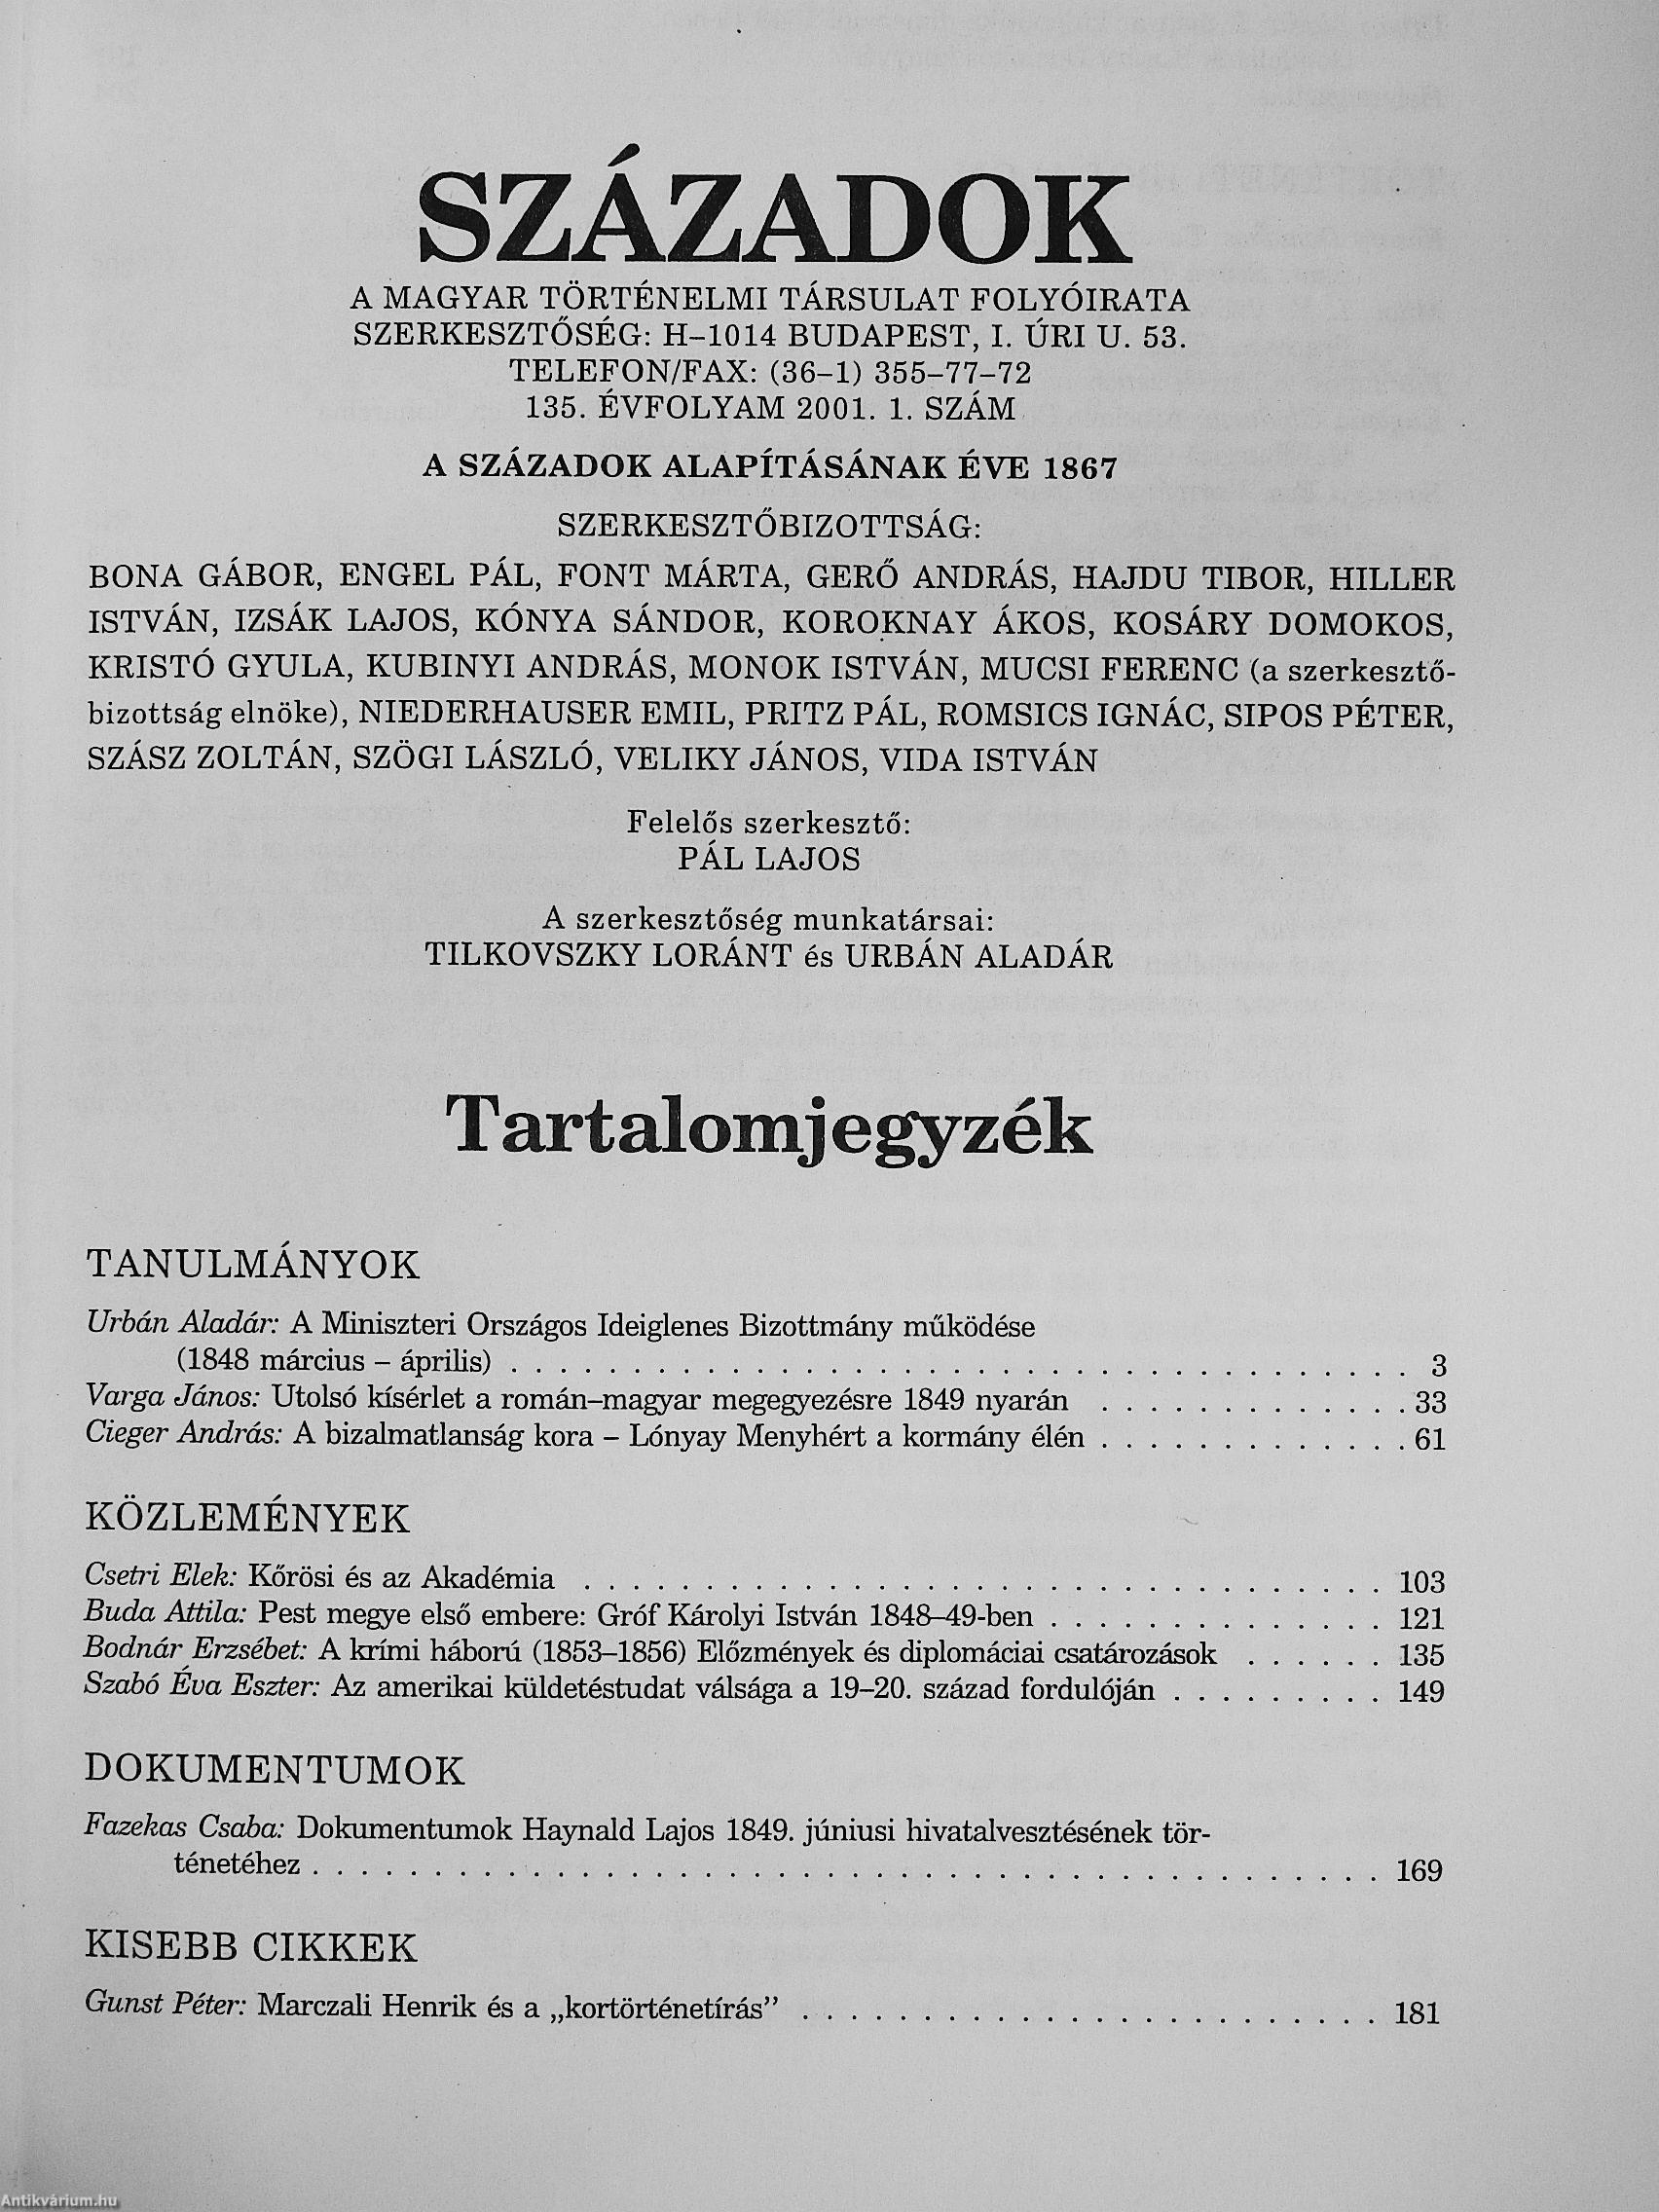 SZÁZADOK
A MAGYAR TÖRTÉNELMI TÁRSULAT FOLYÓIRATA
SZERKESZTŐSÉG: H–1014 BUDAPEST, I. ÚRI U. 53.
TELEFON/FAX: (36–1) 355–77–72
135. ÉVFOLYAM 2001. 1. SZÁM
A SZÁZADOK ALAPÍTÁSÁNAK ÉVE 1867
SZERKESZTŐBIZOTTSÁG:
BONA GÁBOR, ENGEL PÁL, FONT MÁRTA, GERŐ ANDRÁS, HAJDU TIBOR, HILLER
ISTVÁN, IZSÁK LAJOS, KÓNYA SÁNDOR, KOROKNAY ÁKOS, KOSÁRY DOMOKOS,
KRISTÓ GYULA, KUBINYI ANDRÁS, MONOK ISTVÁN, MUCSI FERENC (a szerkesztő-
bizottság elnöke), NIEDERHAUSER EMIL, PRITZ PÁL, ROMSICS IGNÁC, SIPOS PÉTER,
SZÁSZ ZOLTÁN, SZÖGI LÁSZLÓ, VELIKY JÁNOS, VIDA ISTVÁN
Felelős szerkesztő:
PÁL LAJOS
A szerkesztőség munkatársai:
TILKOVSZKY LORÁNT és URBÁN ALADÁR
Tartalomjegyzék
TANULMÁNYOK
Urbán Aladár: A Miniszteri Országos Ideiglenes Bizottmány működése
(1848 március – április) . . . . . . . . . . . . . . . . . . . . . . . . . . . . . . . . . . . . . 3
Varga János: Utolsó kísérlet a román–magyar megegyezésre 1849 nyarán . . . . . . . . . . . . . 33
Cieger András: A bizalmatlanság kora – Lónyay Menyhért a kormány élén . . . . . . . . . . . . . 61
KÖZLEMÉNYEK
Csetri Elek: Kőrösi és az Akadémia . . . . . . . . . . . . . . . . . . . . . . . . . . . . . . . . . 103
Buda Attila: Pest megye első embere: Gróf Károlyi István 1848–49-ben . . . . . . . . . . . . . . 121
Bodnár Erzsébet: A krími háború (1853–1856) Előzmények és diplomáciai csatározások . . . . . . 135
Szabó Éva Eszter: Az amerikai küldetéstudat válsága a 19–20. század fordulóján . . . . . . . . . 149
DOKUMENTUMOK
Fazekas Csaba: Dokumentumok Haynald Lajos 1849. júniusi hivatalvesztésének tör-
ténetéhez . . . . . . . . . . . . . . . . . . . . . . . . . . . . . . . . . . . . . . . . . . . . 169
KISEBB CIKKEK
Gunst Péter: Marczali Henrik és a „kortörténetírás” . . . . . . . . . . . . . . . . . . . . . . . . 181
Antikvárium.hu